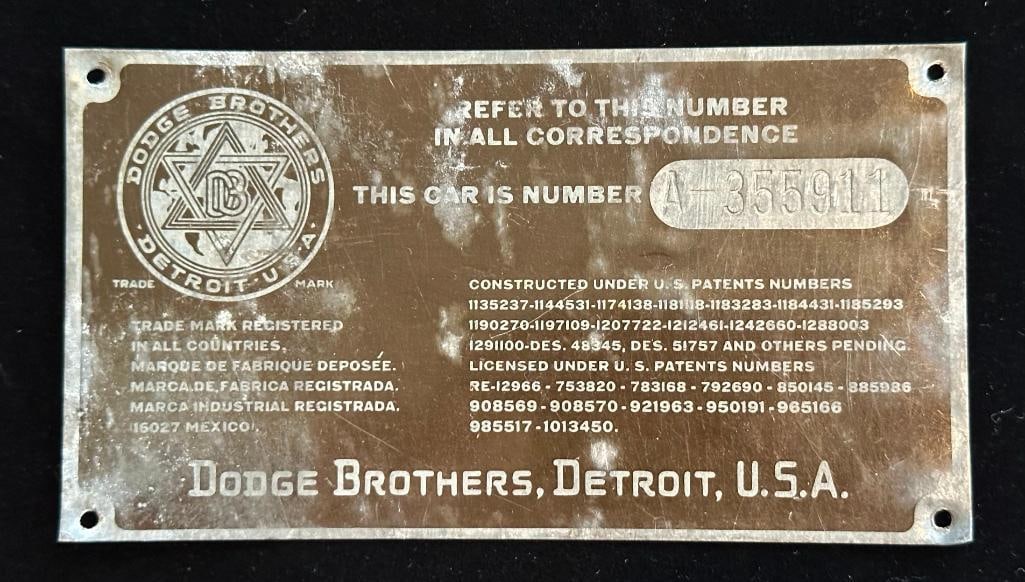 DODGE BROTHERS
DB
DETROIT U.S.A.
TRADE MARK
REFER TO THIS NUMBER
IN ALL CORRESPONDENCE
THIS CAR IS NUMBER A-355911
TRADE MARK REGISTERED
IN ALL COUNTRIES.
MARQUE DE FABRIQUE DEPOSÉE.
MARCA DE FABRICA REGISTRADA.
MARCA INDUSTRIAL REGISTRADA.
16027 MEXICO.
CONSTRUCTED UNDER U.S. PATENTS NUMBERS
1135237-1144531-1174138-1181118-1183283-1184431-1185293
1190270-1197109-1207722-1212461-1242660-1288003
1291100-DES. 48345, DES. 51757 AND OTHERS PENDING.
LICENSED UNDER U.S. PATENTS NUMBERS
RE-12966 - 753820 - 783168 - 792690 - 850145 - 885986
908569 - 908570 - 921963 - 950191 - 965166
985517 - 1013450.
DODGE BROTHERS, DETROIT, U.S.A.